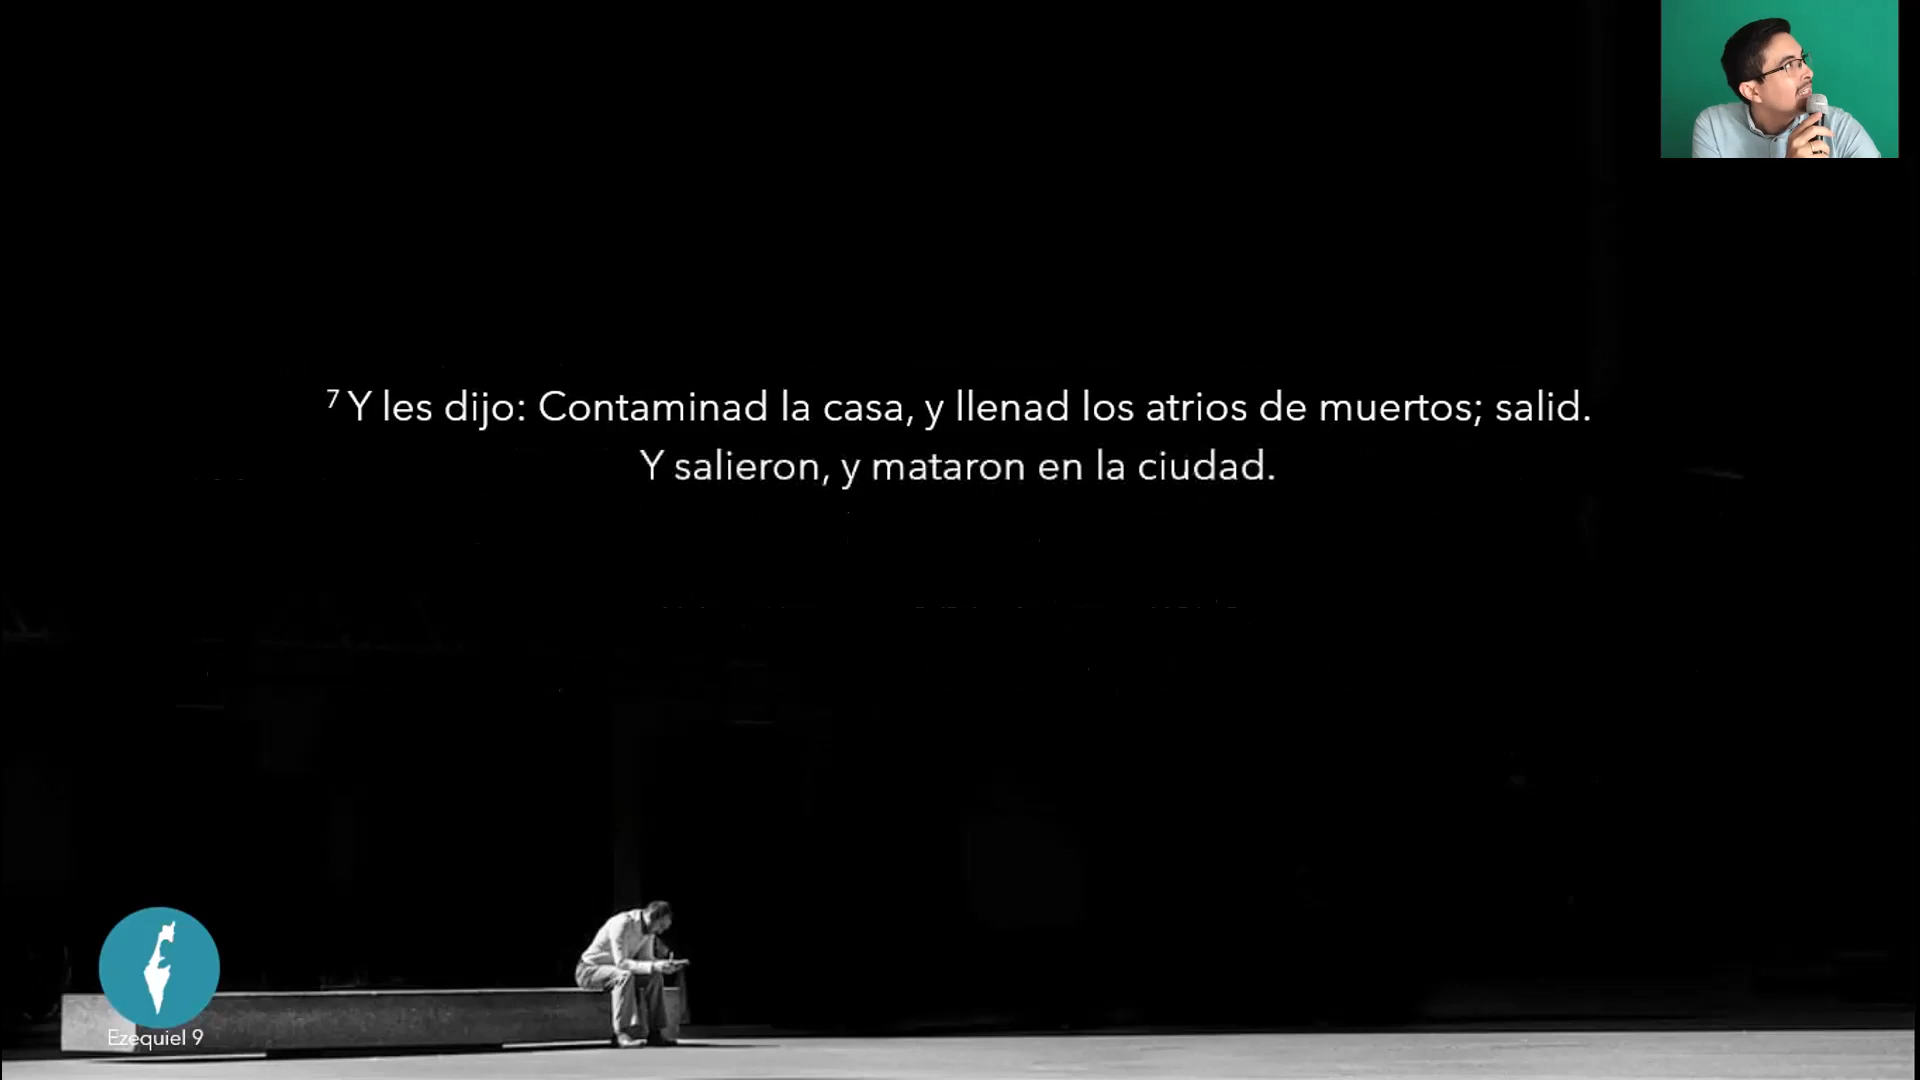 ⁷ Y les dijo: Contaminad la casa, y llenad los atrios de muertos; salid.
Y salieron, y mataron en la ciudad.
Ezequiel 9